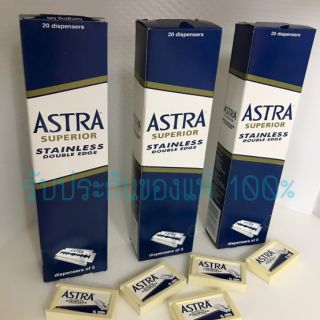 20 dispensers
ASTRA
SUPERIOR
STAINLESS
DOUBLE EDGE
dispensers of 5
20 dispensers
ASTRA
SUPERIOR
STAINLESS
DOUBLE EDGE
dispensers of 5
20 dispensers
ASTRA
SUPERIOR
STAINLESS
DOUBLE EDGE
dispensers of 5
รับประกันของแท้ 100%
ASTRA
ASTRA
ASTRA
ASTRA
ASTRA